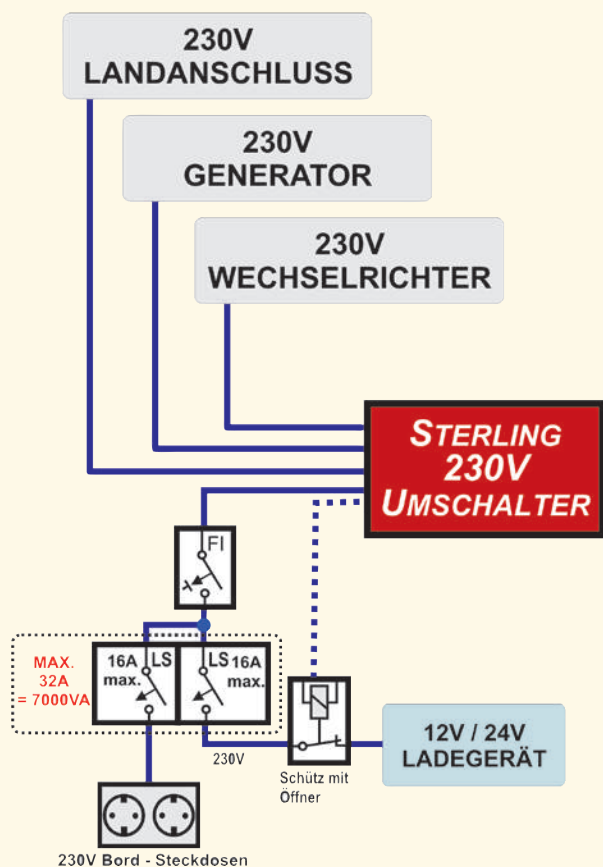 230V
LANDANSCHLUSS
230V
GENERATOR
230V
WECHSELRICHTER
STERLING
230V
UMSCHALTER
FI
MAX.
32A
= 7000VA
16A LS
max.
LS 16A
max.
230V
Schütz mit
Öffner
12V / 24V
LADEGERÄT
230V Bord - Steckdosen